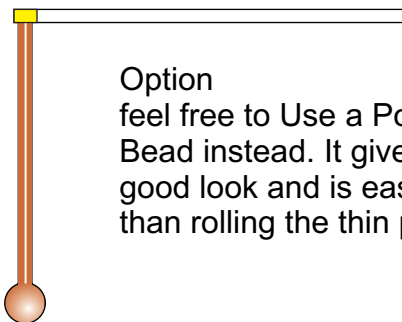 Option
feel free to Use a
Bead instead. It
good look and is
than rolling the thin